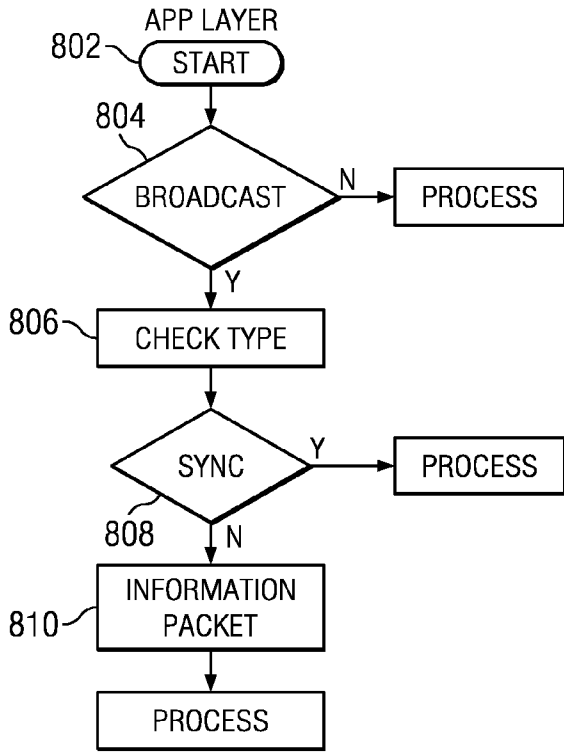 APP LAYER
802
START
804
BROADCAST
N
PROCESS
Y
806
CHECK TYPE
SYNC
Y
PROCESS
808
N
810
INFORMATION
PACKET
PROCESS